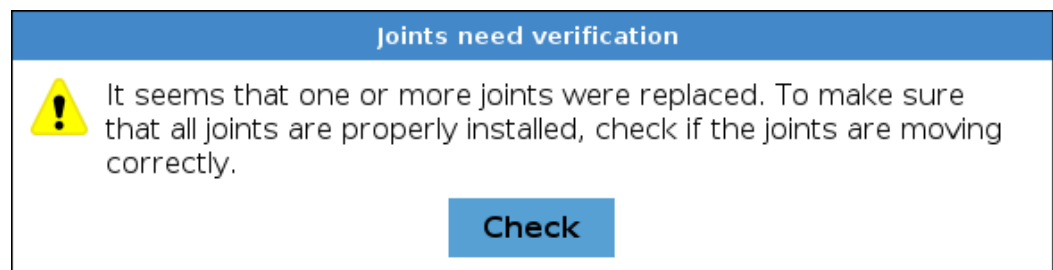 Joints need verification
It seems that one or more joints were replaced. To make sure
that all joints are properly installed, check if the joints are moving
correctly.
Check